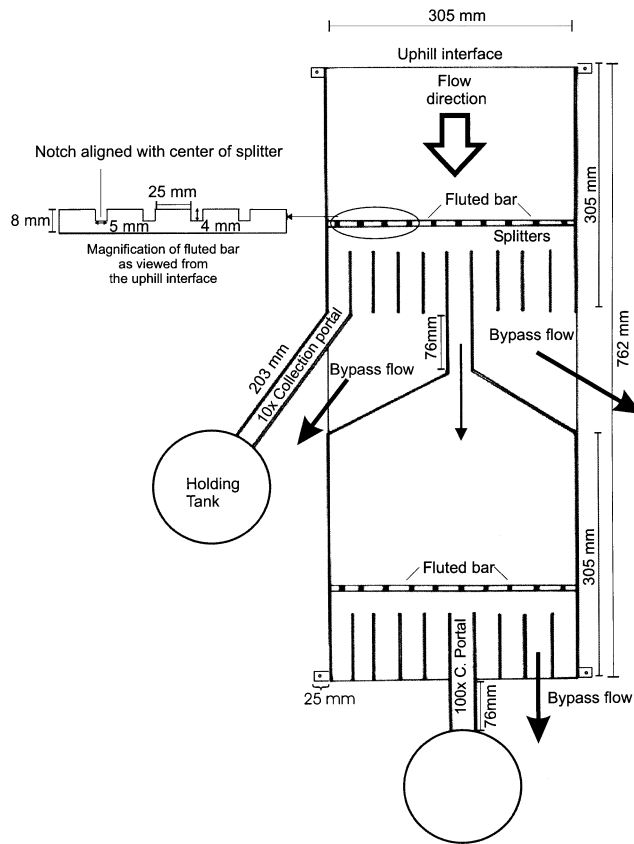 305 mm
Uphill interface
Flow
direction
Notch aligned with center of splitter
25 mm
8 mm
5 mm
4 mm
Magnification of fluted bar
as viewed from
the uphill interface
Fluted bar
Splitters
305 mm
762 mm
76mm
Bypass flow
203 mm
10x Collection portal
Bypass flow
Holding
Tank
Fluted bar
305 mm
100x C. Portal
25 mm
76mm
Bypass flow